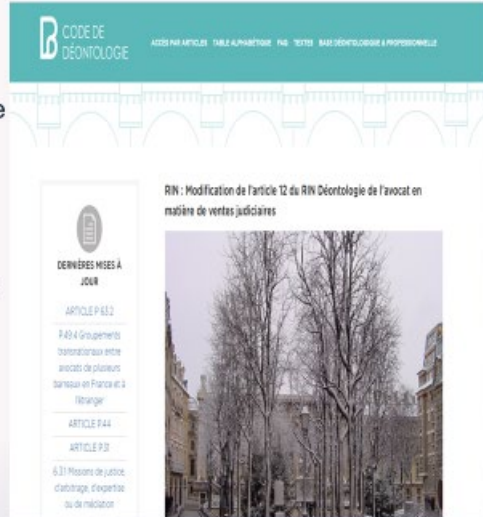 CODE DE
DÉONTOLOGIE
ACCÈS PAR ARTICLES TABLE ALPHABÉTIQUE FAQ TEXTES BASE DÉONTOLOGIQUE & PROFESSIONNELLE
e
RIN : Modification de l'article 12 du RIN Déontologie de l'avocat en
matière de ventes judiciaires
DERNIÈRES MISES À
JOUR
ARTICLE P 63.2
P.49.4 Groupements
transnationaux entre
avocats de plusieurs
barreaux en France et à
l'étranger
ARTICLE P.44
ARTICLE P.31
6.3.1 Missions de justice,
d'arbitrage, d'expertise
ou de médiation